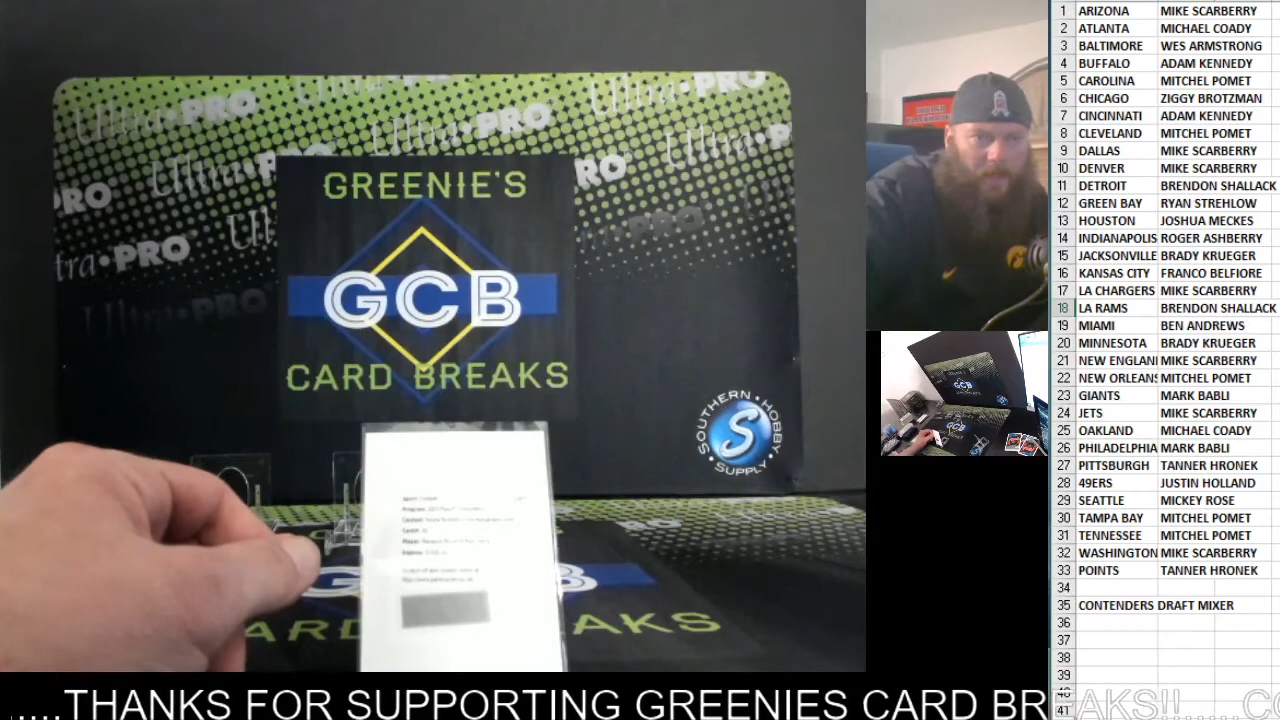 GREENIE'S
GCB
CARD BREAKS
Ultra•PRO
Ultra•PRO
Ultra•PRO
SOUTHERN • HOBBY • SUPPLY •
S
GCB
1 ARIZONA MIKE SCARBERRY
2 ATLANTA MICHAEL COADY
3 BALTIMORE WES ARMSTRONG
4 BUFFALO ADAM KENNEDY
5 CAROLINA MITCHEL POMET
6 CHICAGO ZIGGY BROTZMAN
7 CINCINNATI ADAM KENNEDY
8 CLEVELAND MITCHEL POMET
9 DALLAS MIKE SCARBERRY
10 DENVER MIKE SCARBERRY
11 DETROIT BRENDON SHALLACK
12 GREEN BAY RYAN STREHLOW
13 HOUSTON JOSHUA MECKES
14 INDIANAPOLIS ROGER ASHBERRY
15 JACKSONVILLE BRADY KRUEGER
16 KANSAS CITY FRANCO BELFIORE
17 LA CHARGERS MIKE SCARBERRY
18 LA RAMS BRENDON SHALLACK
19 MIAMI BEN ANDREWS
20 MINNESOTA BRADY KRUEGER
21 NEW ENGLAN MIKE SCARBERRY
22 NEW ORLEANS MITCHEL POMET
23 GIANTS MARK BABLI
24 JETS MIKE SCARBERRY
25 OAKLAND MICHAEL COADY
26 PHILADELPHIA MARK BABLI
27 PITTSBURGH TANNER HRONEK
28 49ERS JUSTIN HOLLAND
29 SEATTLE MICKEY ROSE
30 TAMPA BAY MITCHEL POMET
31 TENNESEE MITCHEL POMET
32 WASHINGTON MIKE SCARBERRY
33 POINTS TANNER HRONEK
34
35 CONTENDERS DRAFT MIXER
36
37
38
39
40
41
.....THANKS FOR SUPPORTING GREENIES CARD BREAKS!!.....